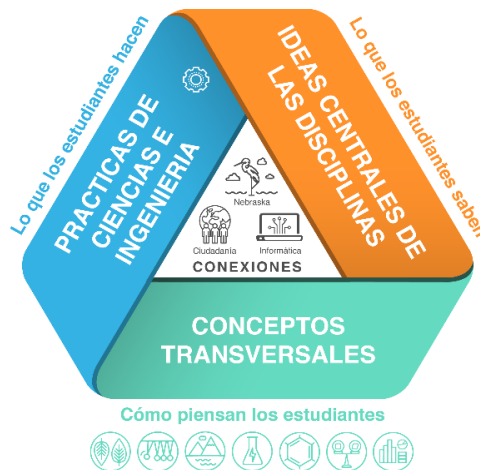 Lo que los estudiantes hacen
PRACTICAS DE
CIENCIAS E
INGENIERIA
IDEAS CENTRALES DE
LAS DISCIPLINAS
Lo que los estudiantes saben
Nebraska
Ciudadanía
Informática
CONEXIONES
CONCEPTOS
TRANSVERSALES
Cómo piensan los estudiantes